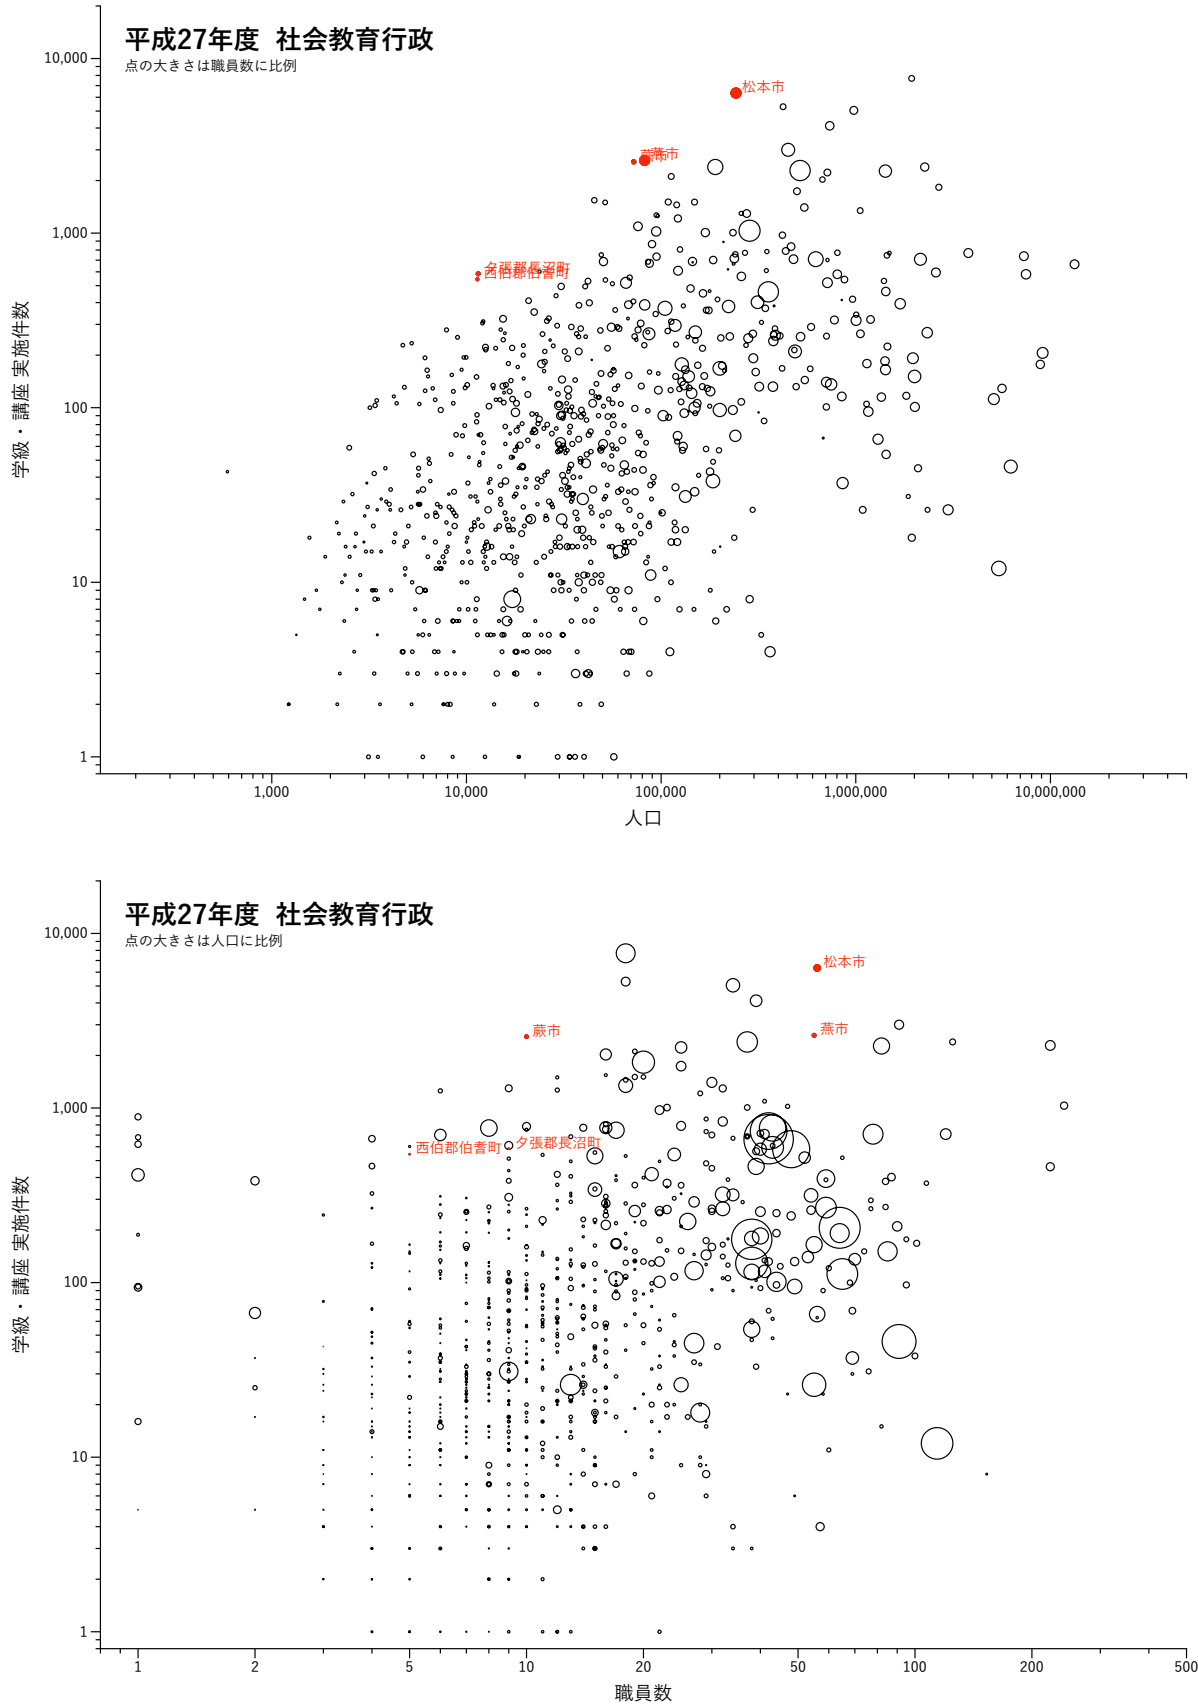 平成27年度 社会教育行政
点の大きさは職員数に比例
10,000
1,000
100
10
1
学級・講座 実施件数
松本市
蕨市
燕市
夕張郡長沼町
西伯郡伯耆町
1,000
10,000
100,000
1,000,000
10,000,000
人口
平成27年度 社会教育行政
点の大きさは人口に比例
10,000
1,000
100
10
1
学級・講座 実施件数
松本市
蕨市
燕市
西伯郡伯耆町
夕張郡長沼町
1
2
5
10
20
50
100
200
500
職員数